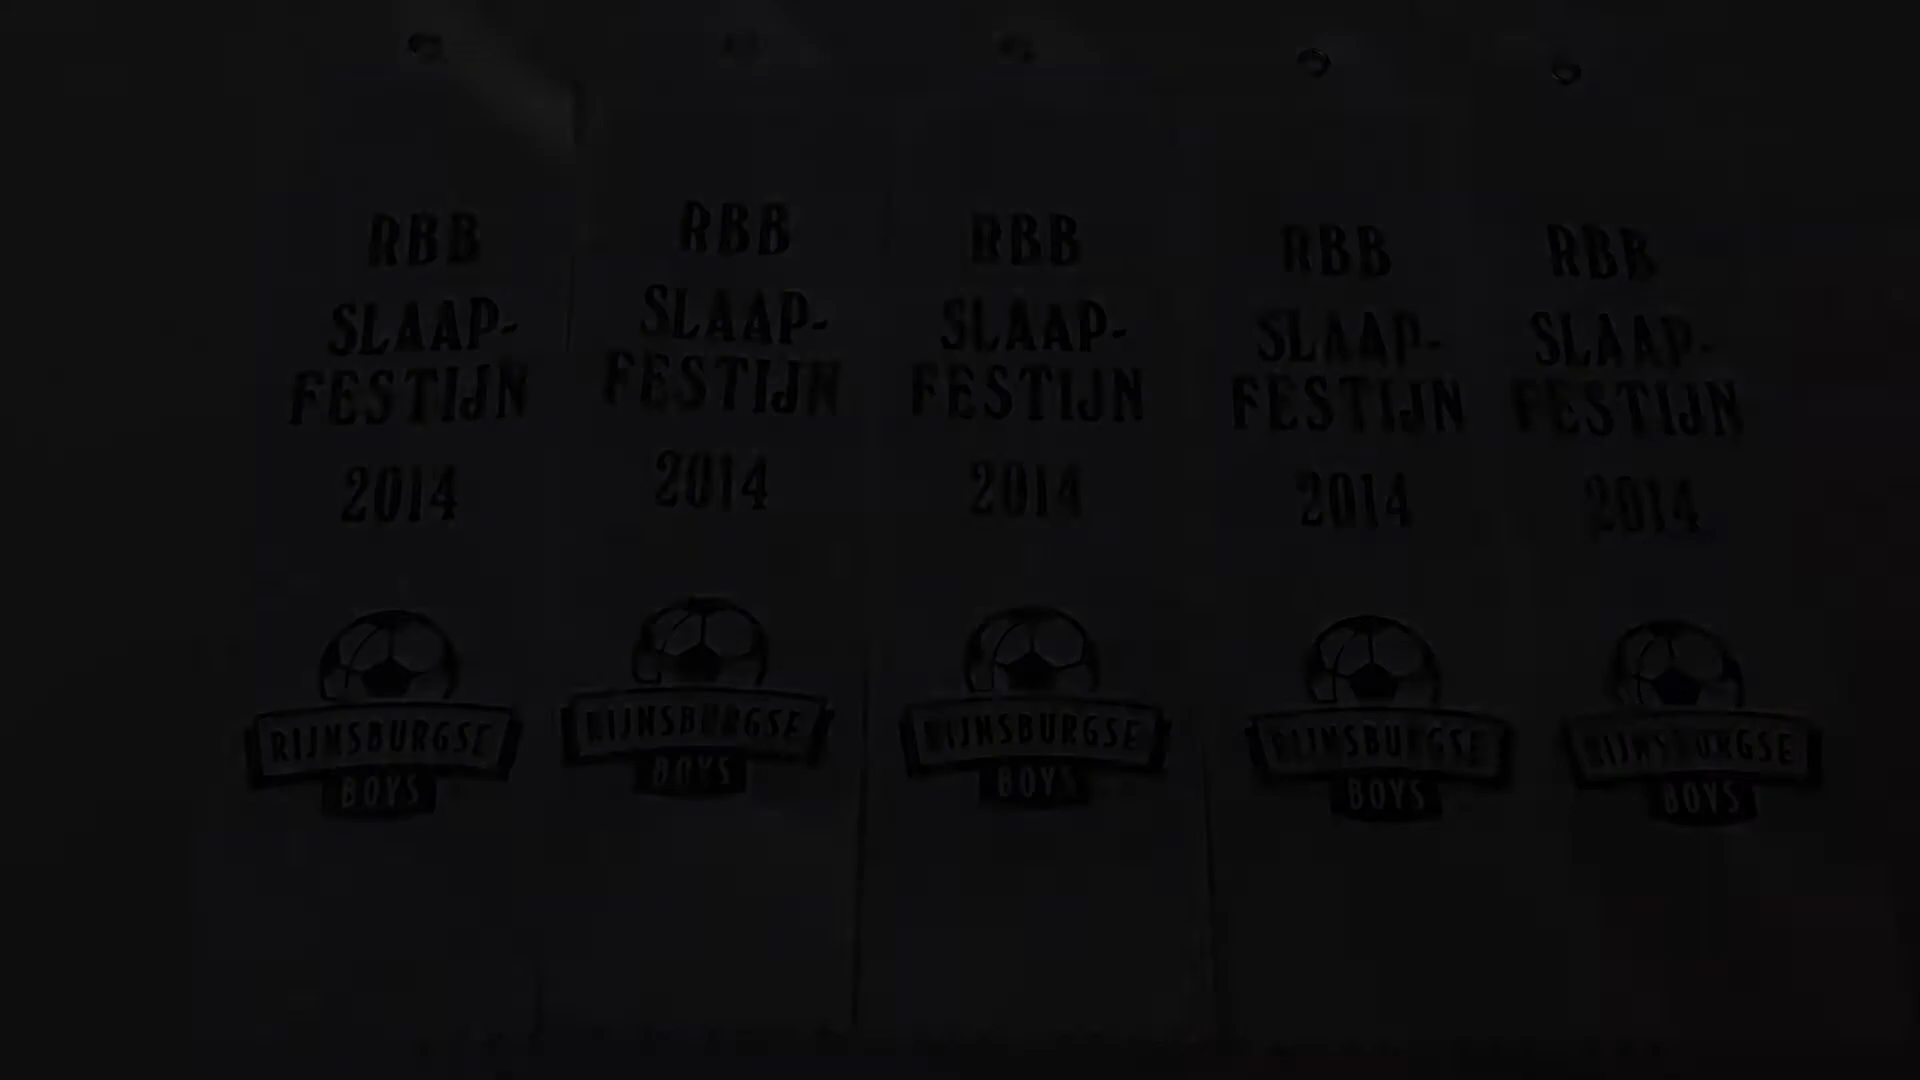 RBB
SLAAP-
FESTIJN
2014
RIJNSBURGSE
BOYS
RBB
SLAAP-
FESTIJN
2014
RIJNSBURGSE
BOYS
RBB
SLAAP-
FESTIJN
2014
RIJNSBURGSE
BOYS
RBB
SLAAP-
FESTIJN
2014
RIJNSBURGSE
BOYS
RBB
SLAAP-
FESTIJN
2014
RIJNSBURGSE
BOYS